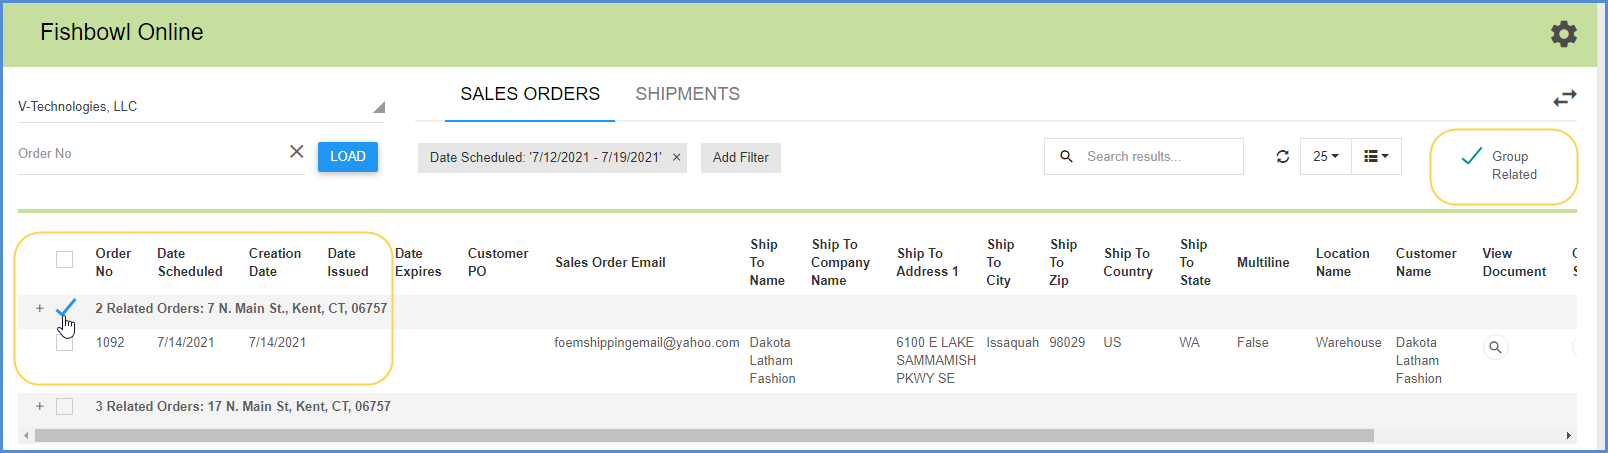 Fishbowl Online
V-Technologies, LLC
SALES ORDERS SHIPMENTS
Order No LOAD
Date Scheduled: '7/12/2021 - 7/19/2021' × Add Filter
Search results...
25
Group
Related
Order No Date Scheduled Creation Date Date Issued Date Expires Customer PO Sales Order Email Ship To Name Ship To Company Name Ship To Address 1 Ship To City Ship To Zip Ship To Country Ship To State Multiline Location Name Customer Name View Document
+ 2 Related Orders: 7 N. Main St., Kent, CT, 06757
1092 7/14/2021 7/14/2021 foemshippingemail@yahoo.com Dakota Latham Fashion 6100 E LAKE SAMMAMISH PKWY SE Issaquah 98029 US WA False Warehouse Dakota Latham Fashion
+ 3 Related Orders: 17 N. Main St, Kent, CT, 06757